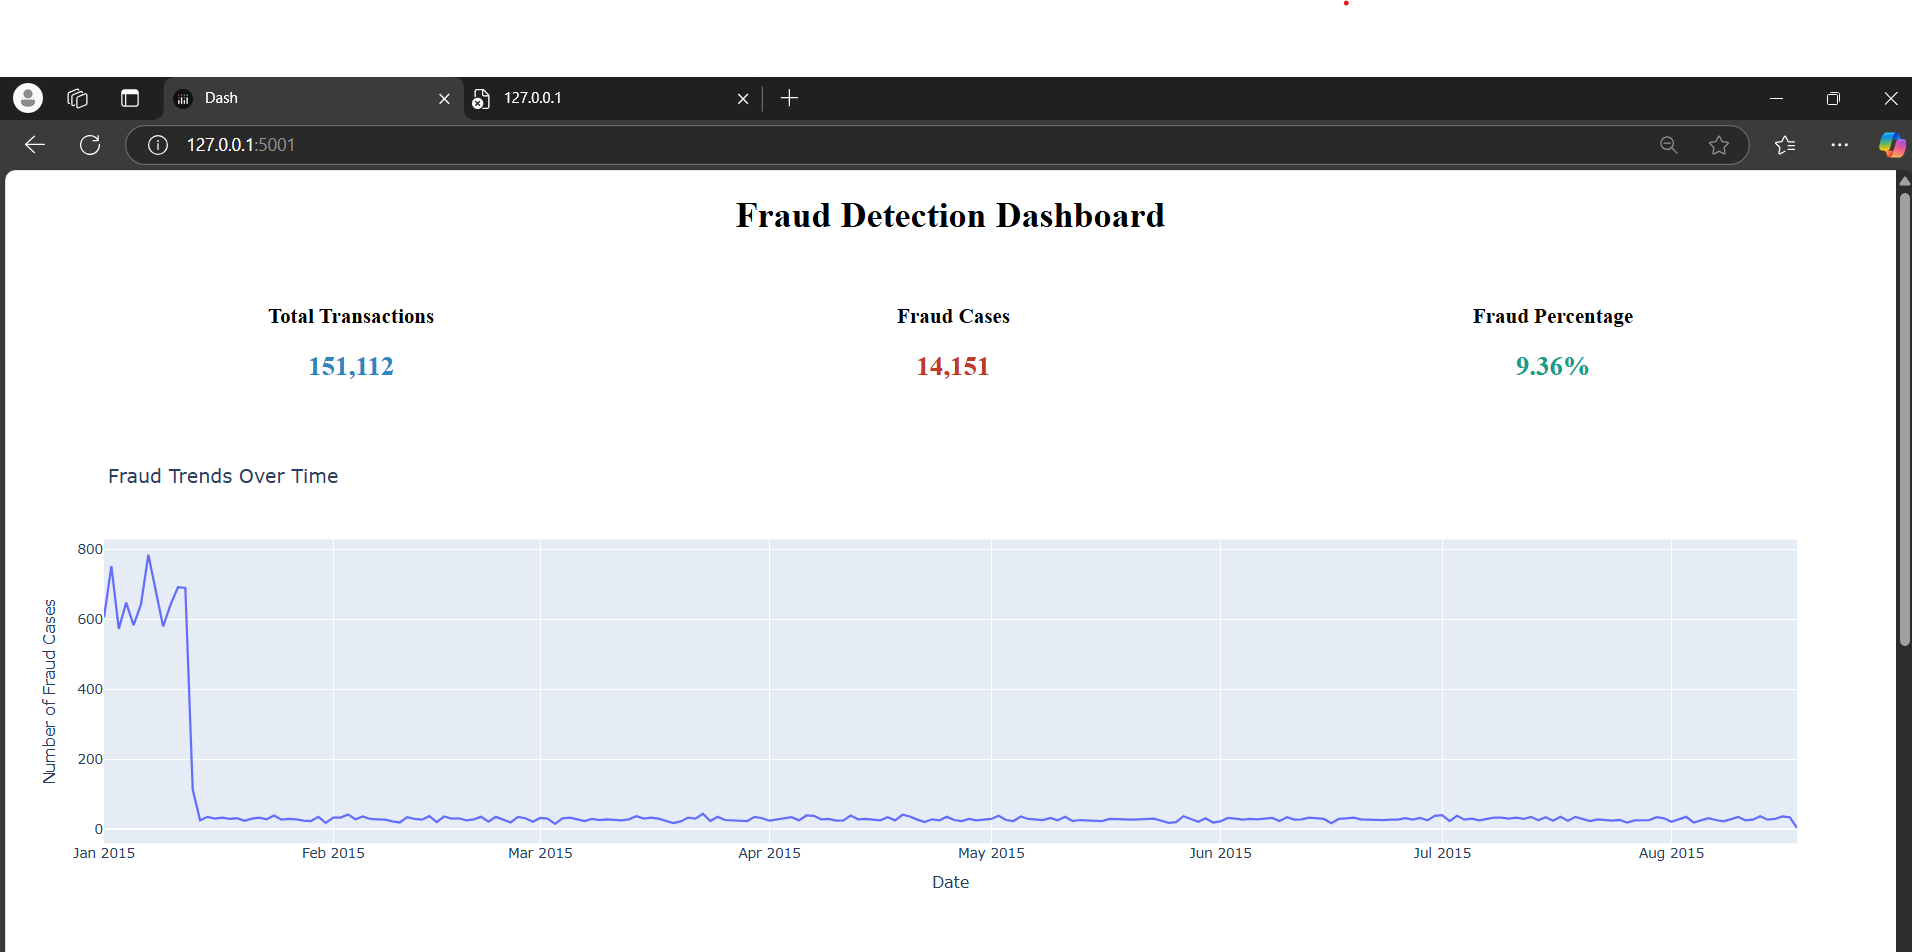 Dash
127.0.0.1
127.0.0.1:5001
Fraud Detection Dashboard
Total Transactions
Fraud Cases
Fraud Percentage
151,112
14,151
9.36%
Fraud Trends Over Time
Number of Fraud Cases
800
600
400
200
0
Jan 2015
Feb 2015
Mar 2015
Apr 2015
May 2015
Jun 2015
Jul 2015
Aug 2015
Date